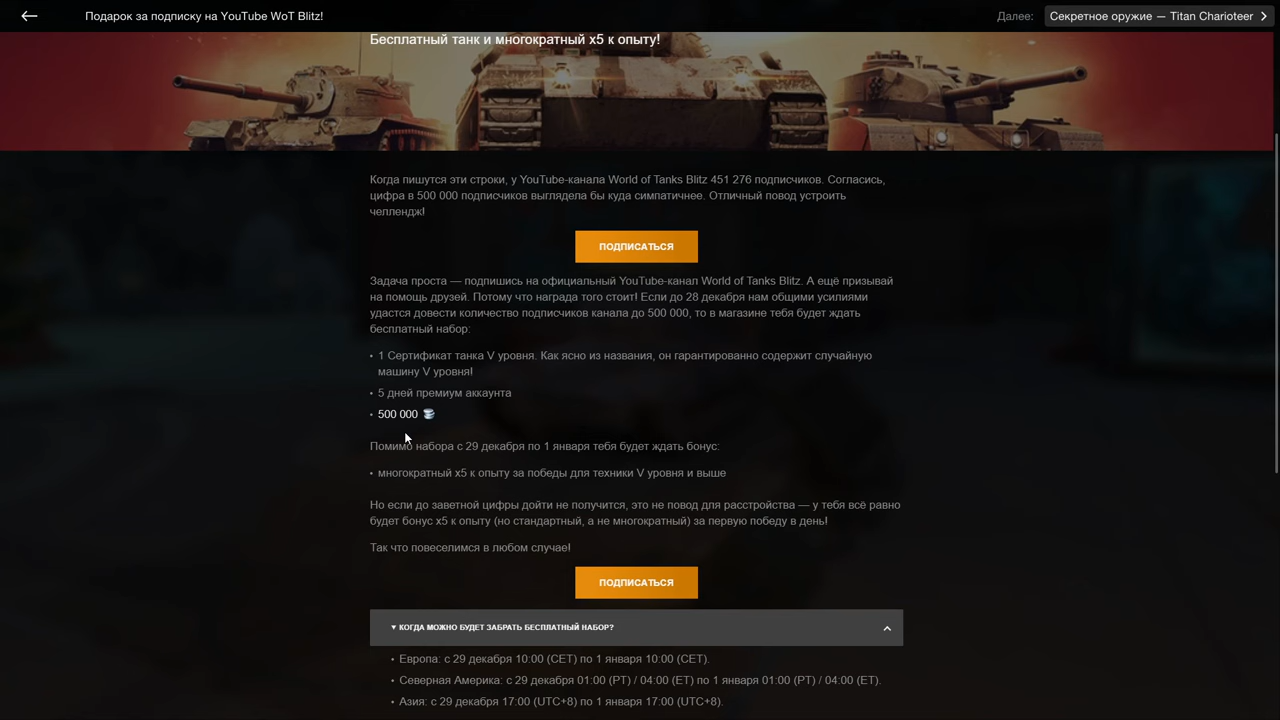 Подарок за подписку на YouTube WoT Blitz!
Далее: Секретное оружие — Titan Charioteer
Бесплатный танк и многократный x5 к опыту!
Когда пишутся эти строки, у YouTube-канала World of Tanks Blitz 451 276 подписчиков. Согласись,
цифра в 500 000 подписчиков выглядела бы куда симпатичнее. Отличный повод устроить
челлендж!
ПОДПИСАТЬСЯ
Задача проста — подпишись на официальный YouTube-канал World of Tanks Blitz. А ещё призывай
на помощь друзей. Потому что награда того стоит! Если до 28 декабря нам общими усилиями
удастся довести количество подписчиков канала до 500 000, то в магазине тебя будет ждать
бесплатный набор:
• 1 Сертификат танка V уровня. Как ясно из названия, он гарантированно содержит случайную
машину V уровня!
• 5 дней премиум аккаунта
• 500 000
Помимо набора с 29 декабря по 1 января тебя будет ждать бонус:
• многократный x5 к опыту за победы для техники V уровня и выше
Но если до заветной цифры дойти не получится, это не повод для расстройства — у тебя всё равно
будет бонус x5 к опыту (но стандартный, а не многократный) за первую победу в день!
Так что повеселимся в любом случае!
ПОДПИСАТЬСЯ
▾ КОГДА МОЖНО БУДЕТ ЗАБРАТЬ БЕСПЛАТНЫЙ НАБОР?
• Европа: с 29 декабря 10:00 (CET) по 1 января 10:00 (CET).
• Северная Америка: с 29 декабря 01:00 (PT) / 04:00 (ET) по 1 января 01:00 (PT) / 04:00 (ET).
• Азия: с 29 декабря 17:00 (UTC+8) по 1 января 17:00 (UTC+8).